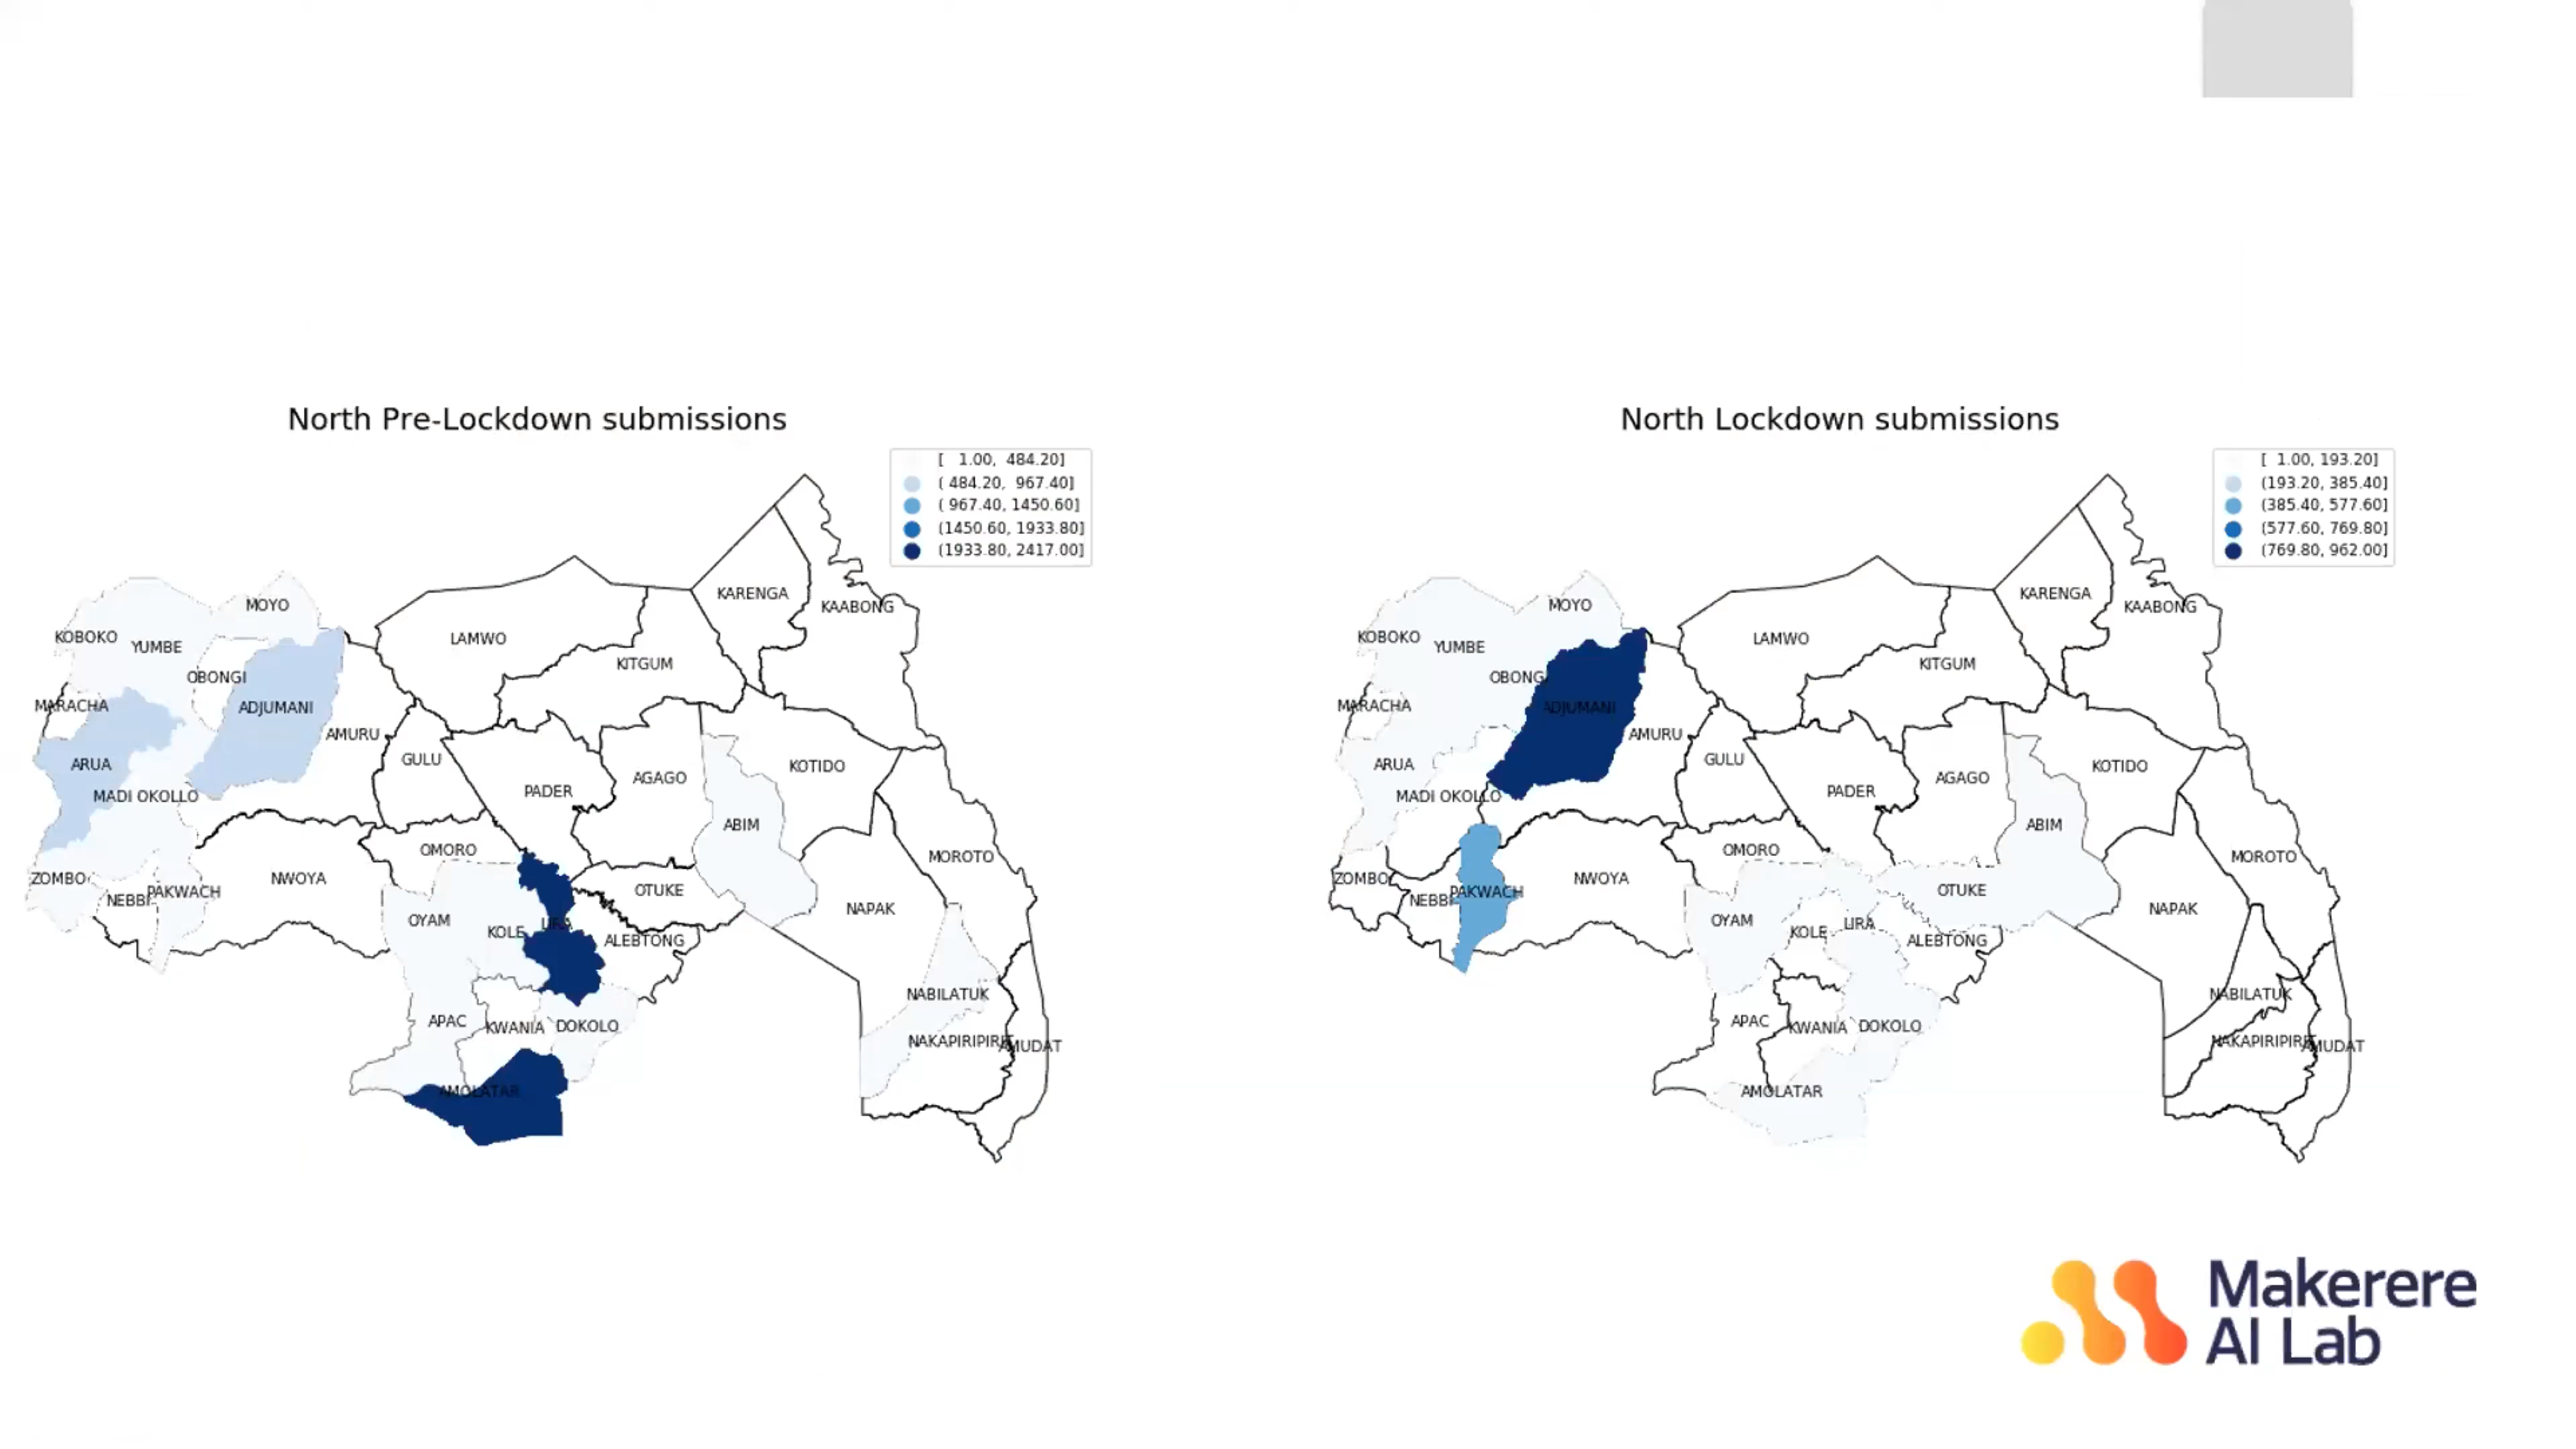 North Pre-Lockdown submissions
[ 1.00, 484.20]
( 484.20, 967.40]
( 967.40, 1450.60]
(1450.60, 1933.80]
(1933.80, 2417.00]
KARENGA
KAABONG
MOYO
KOBOKO
YUMBE
LAMWO
KITGUM
OBONGI
MARACHA
ADJUMANI
AMURU
GULU
ARUA
KOTIDO
AGAGO
PADER
MADI OKOLLO
ABIM
OMORO
MOROTO
ZOMBO
NWOYA
PAKWACH
OTUKE
NEBBI
NAPAK
OYAM
LIRA
KOLE
ALEBTONG
NABILATUK
APAC
KWANIA
DOKOLO
NAKAPIRIPIRIT
AMUDAT
AMOLATAR
North Lockdown submissions
[ 1.00, 193.20]
(193.20, 385.40]
(385.40, 577.60]
(577.60, 769.80]
(769.80, 962.00]
KARENGA
KAABONG
MOYO
KOBOKO
YUMBE
LAMWO
KITGUM
OBONG
MARACHA
ADJUMANI
AMURU
GULU
ARUA
KOTIDO
AGAGO
PADER
MADI OKOLLO
ABIM
OMORO
MOROTO
ZOMBO
NWOYA
PAKWACH
OTUKE
NEBBI
NAPAK
OYAM
LIRA
KOLE
ALEBTONG
NABILATUK
APAC
KWANIA
DOKOLO
NAKAPIRIPIRIT
AMUDAT
AMOLATAR
Makerere
AI Lab